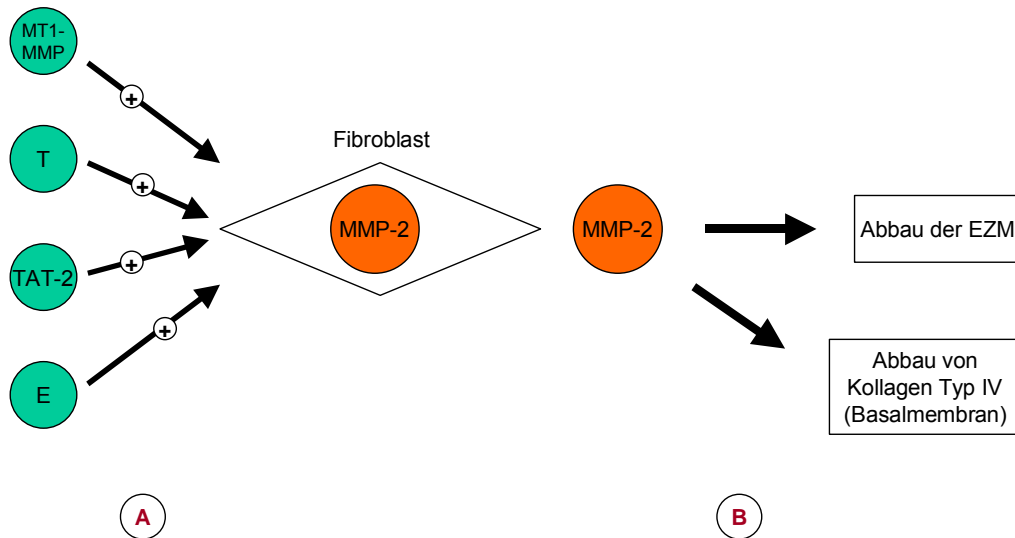 MT1-
MMP
+
T
+
TAT-2
+
E
+
Fibroblast
MMP-2
MMP-2
Abbau der EZM
Abbau von
Kollagen Typ IV
(Basalmembran)
A
B